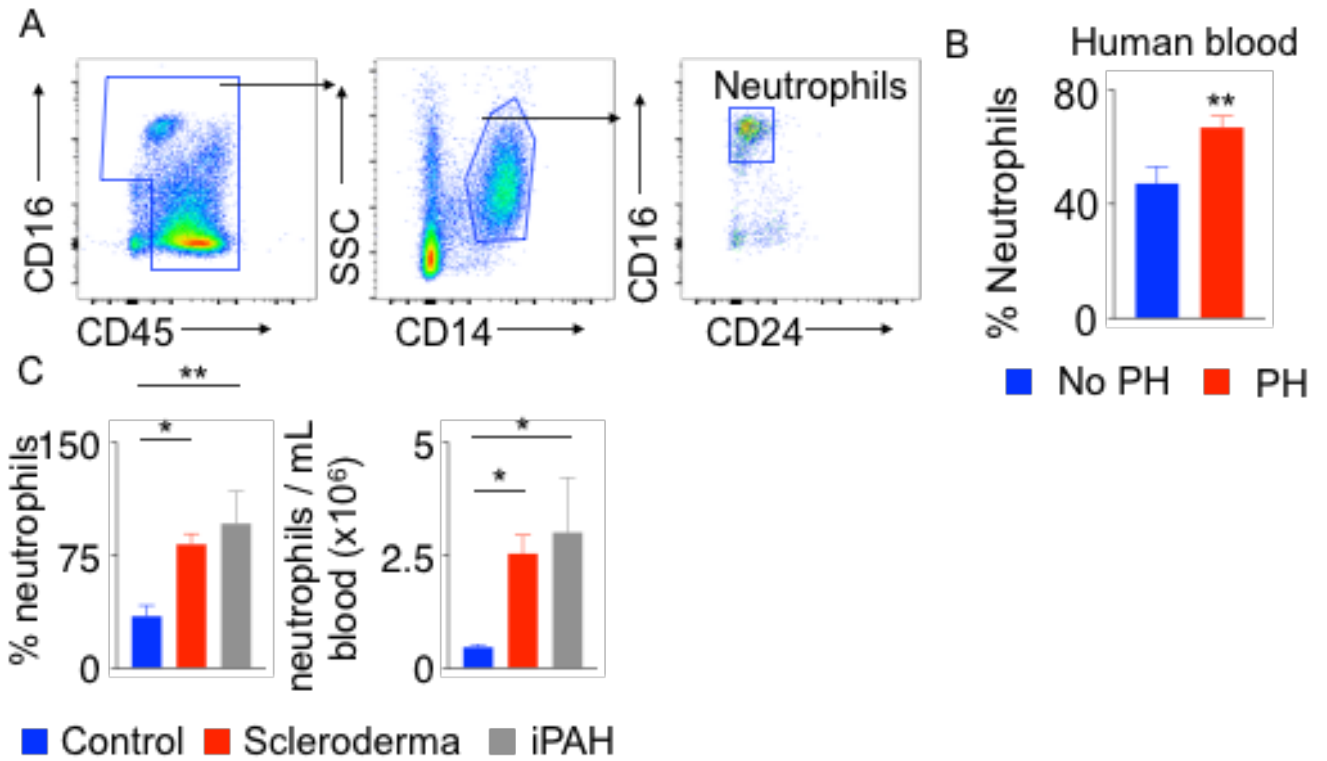 A
CD16
CD45
SSC
CD14
CD16
CD24
Neutrophils
B
Human blood
% Neutrophils
80
40
0
**
No PH PH
C
**
*
% neutrophils
150
75
0
*
*
neutrophils / mL
blood (x10⁶)
5
2.5
0
Control Scleroderma iPAH